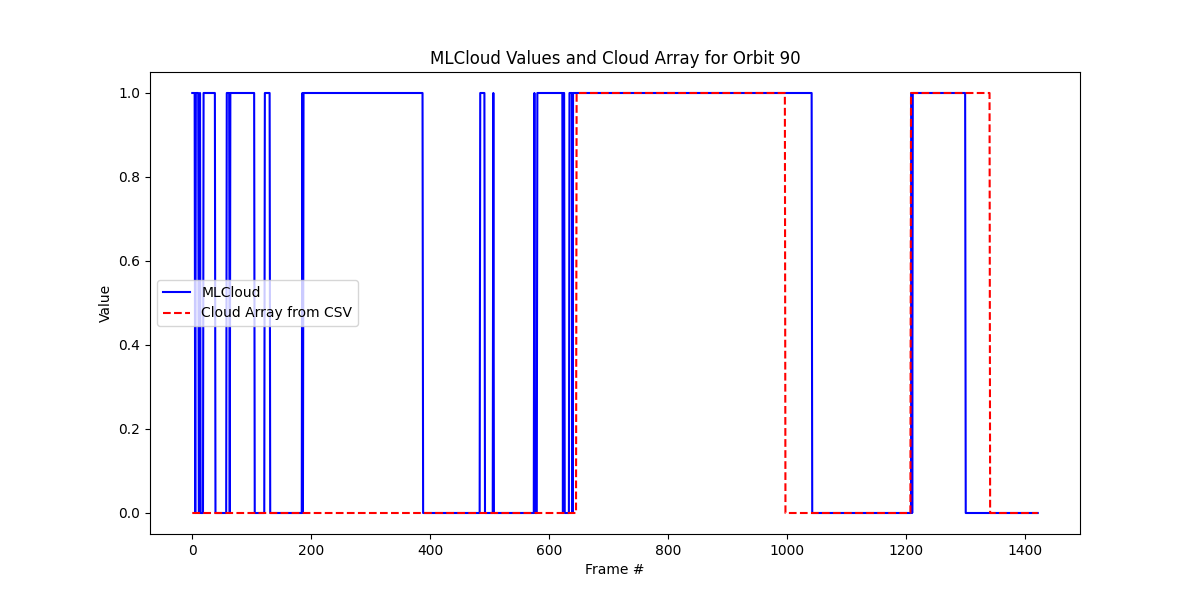 MLCloud Values and Cloud Array for Orbit 90
Value
1.0
0.8
0.6
0.4
0.2
0.0
MLCloud
Cloud Array from CSV
0 200 400 600 800 1000 1200 1400
Frame #